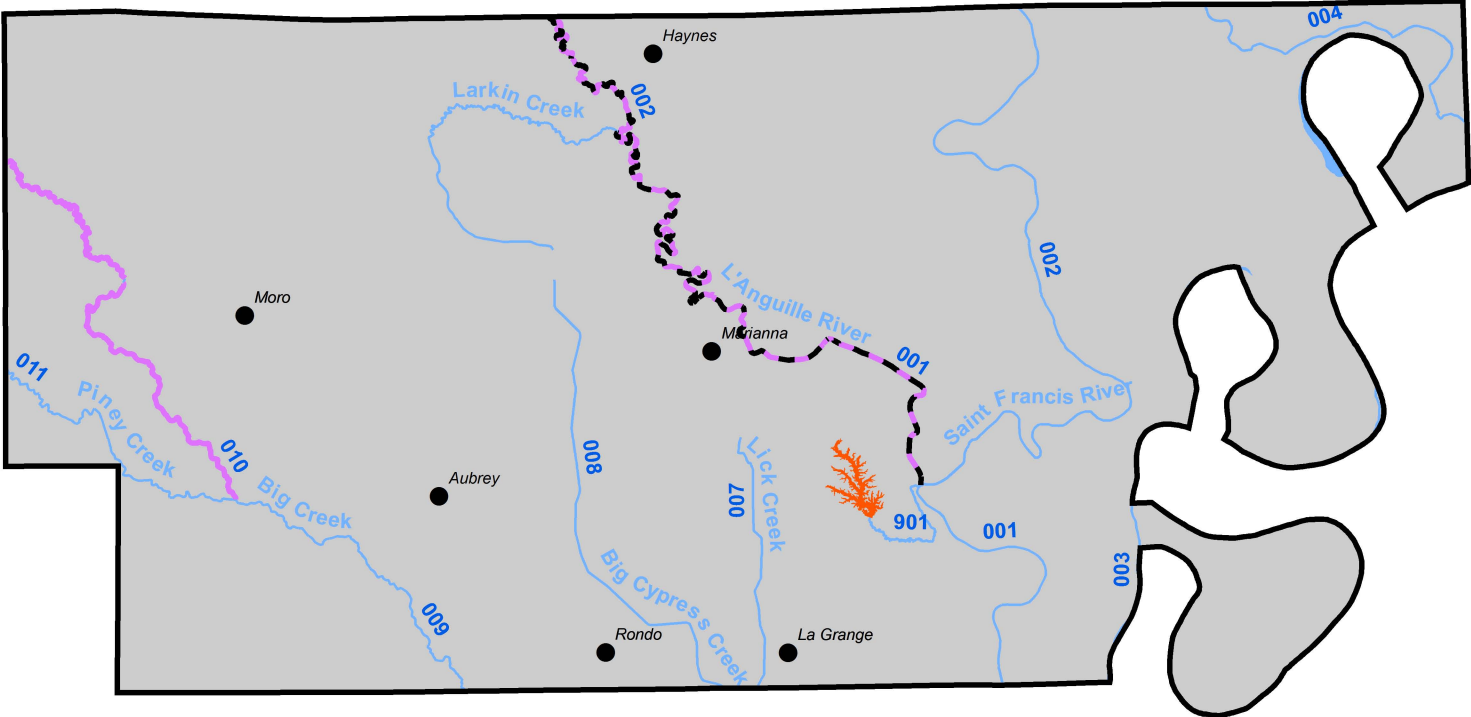 004
Haynes
Larkin Creek
002
002
L'Anguille River
Moro
Marianna
001
011
Piney Creek
Saint Francis River
010
008
Lick Creek
Aubrey
Big Creek
007
901
001
003
Big Cypress Creek
009
Rondo
La Grange